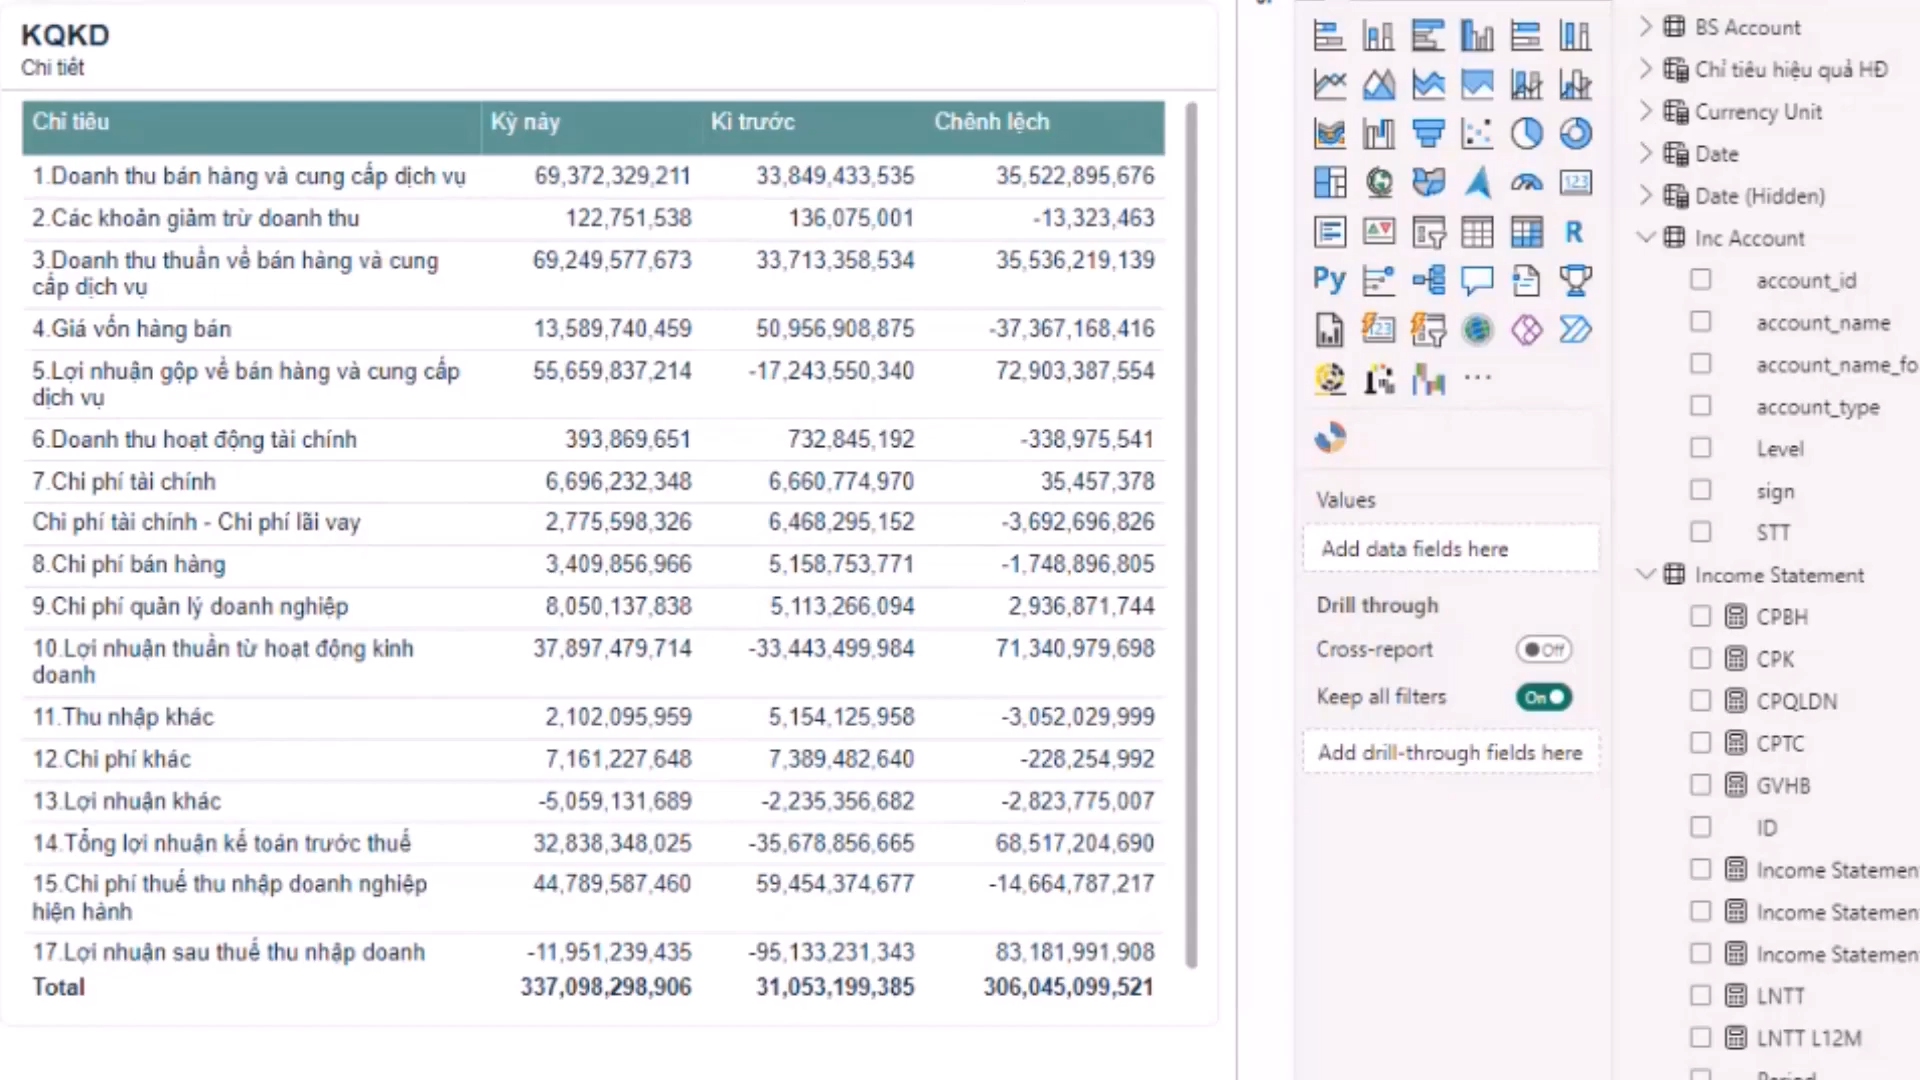 KQKD
Chi tiết
Chỉ tiêu Kỳ này Kì trước Chênh lệch
1.Doanh thu bán hàng và cung cấp dịch vụ 69,372,329,211 33,849,433,535 35,522,895,676
2.Các khoản giảm trừ doanh thu 122,751,538 136,075,001 -13,323,463
3.Doanh thu thuần về bán hàng và cung 69,249,577,673 33,713,358,534 35,536,219,139
cấp dịch vụ
4.Giá vốn hàng bán 13,589,740,459 50,956,908,875 -37,367,168,416
5.Lợi nhuận gộp về bán hàng và cung cấp 55,659,837,214 -17,243,550,340 72,903,387,554
dịch vụ
6.Doanh thu hoạt động tài chính 393,869,651 732,845,192 -338,975,541
7.Chi phí tài chính 6,696,232,348 6,660,774,970 35,457,378
Chi phí tài chính - Chi phí lãi vay 2,775,598,326 6,468,295,152 -3,692,696,826
8.Chi phí bán hàng 3,409,856,966 5,158,753,771 -1,748,896,805
9.Chi phí quản lý doanh nghiệp 8,050,137,838 5,113,266,094 2,936,871,744
10.Lợi nhuận thuần từ hoạt động kinh 37,897,479,714 -33,443,499,984 71,340,979,698
doanh
11.Thu nhập khác 2,102,095,959 5,154,125,958 -3,052,029,999
12.Chi phí khác 7,161,227,648 7,389,482,640 -228,254,992
13.Lợi nhuận khác -5,059,131,689 -2,235,356,682 -2,823,775,007
14.Tổng lợi nhuận kế toán trước thuế 32,838,348,025 -35,678,856,665 68,517,204,690
15.Chi phí thuế thu nhập doanh nghiệp 44,789,587,460 59,454,374,677 -14,664,787,217
hiện hành
17.Lợi nhuận sau thuế thu nhập doanh -11,951,239,435 -95,133,231,343 83,181,991,908
Total 337,098,298,906 31,053,199,385 306,045,099,521
123
R
Py
123
Values
Add data fields here
Drill through
Cross-report Off
Keep all filters On
Add drill-through fields here
BS Account
Chỉ tiêu hiệu quả HĐ
Currency Unit
Date
Date (Hidden)
Inc Account
account_id
account_name
account_name_fo
account_type
Level
sign
STT
Income Statement
CPBH
CPK
CPQLDN
CPTC
GVHB
ID
Income Statemen
Income Statemen
Income Statemen
LNTT
LNTT L12M